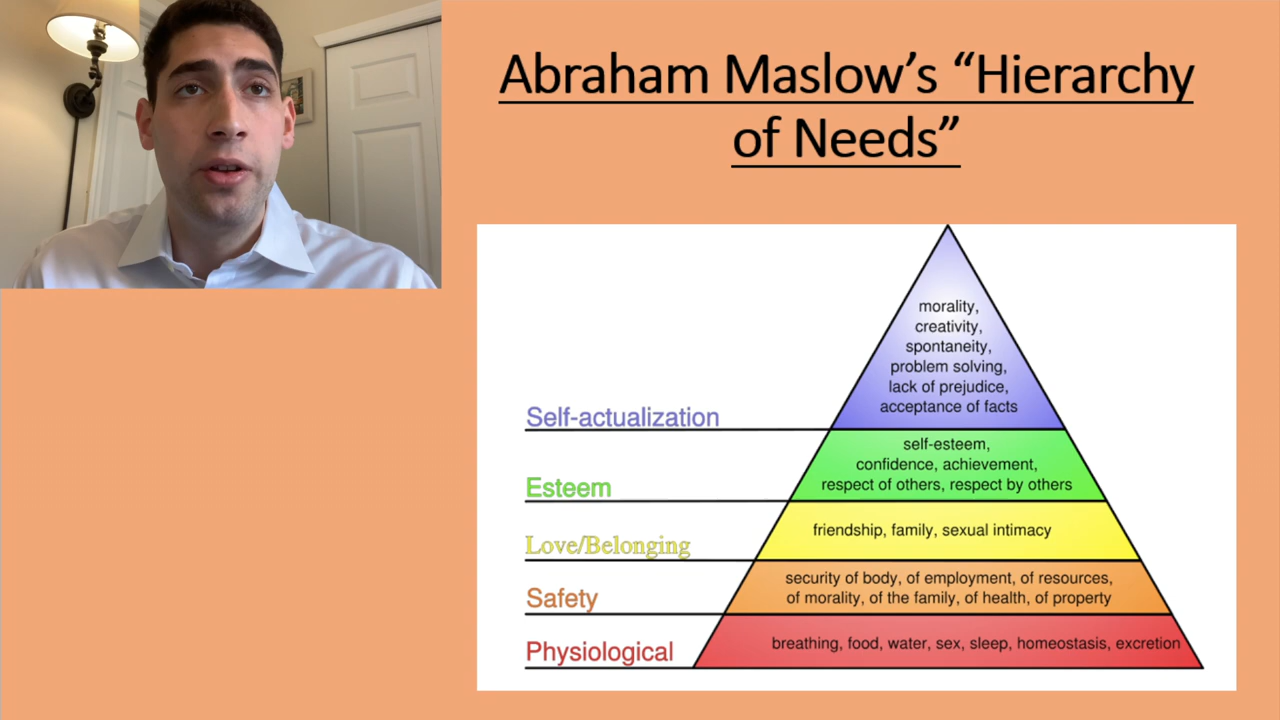 Abraham Maslow’s “Hierarchy
of Needs”
morality,
creativity,
spontaneity,
problem solving,
lack of prejudice,
acceptance of facts
Self-actualization
self-esteem,
confidence, achievement,
respect of others, respect by others
Esteem
friendship, family, sexual intimacy
Love/Belonging
security of body, of employment, of resources,
of morality, of the family, of health, of property
Safety
breathing, food, water, sex, sleep, homeostasis, excretion
Physiological